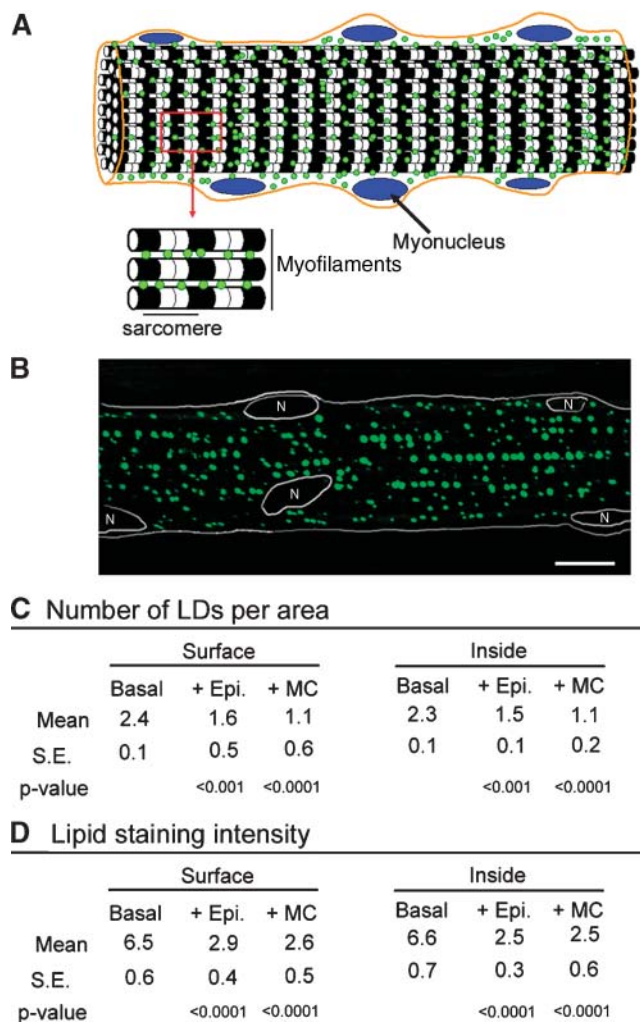 A
Myonucleus
Myofilaments
sarcomere
B
N
N
N
N
N
C Number of LDs per area
Surface Inside
Basal + Epi. + MC Basal + Epi. + MC
Mean 2.4 1.6 1.1 2.3 1.5 1.1
S.E. 0.1 0.5 0.6 0.1 0.1 0.2
p-value <0.001 <0.0001 <0.001 <0.0001
D Lipid staining intensity
Surface Inside
Basal + Epi. + MC Basal + Epi. + MC
Mean 6.5 2.9 2.6 6.6 2.5 2.5
S.E. 0.6 0.4 0.5 0.7 0.3 0.6
p-value <0.0001 <0.0001 <0.0001 <0.0001